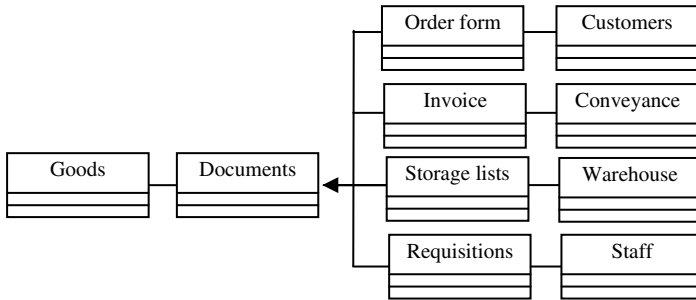 Order form
Customers
Invoice
Conveyance
Goods
Documents
Storage lists
Warehouse
Requisitions
Staff